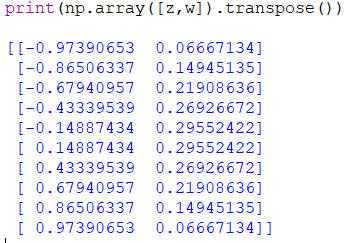 print(np.array([z,w]).transpose())
[[-0.97390653  0.06667134]
 [-0.86506337  0.14945135]
 [-0.67940957  0.21908636]
 [-0.43339539  0.26926672]
 [-0.14887434  0.29552422]
 [ 0.14887434  0.29552422]
 [ 0.43339539  0.26926672]
 [ 0.67940957  0.21908636]
 [ 0.86506337  0.14945135]
 [ 0.97390653  0.06667134]]